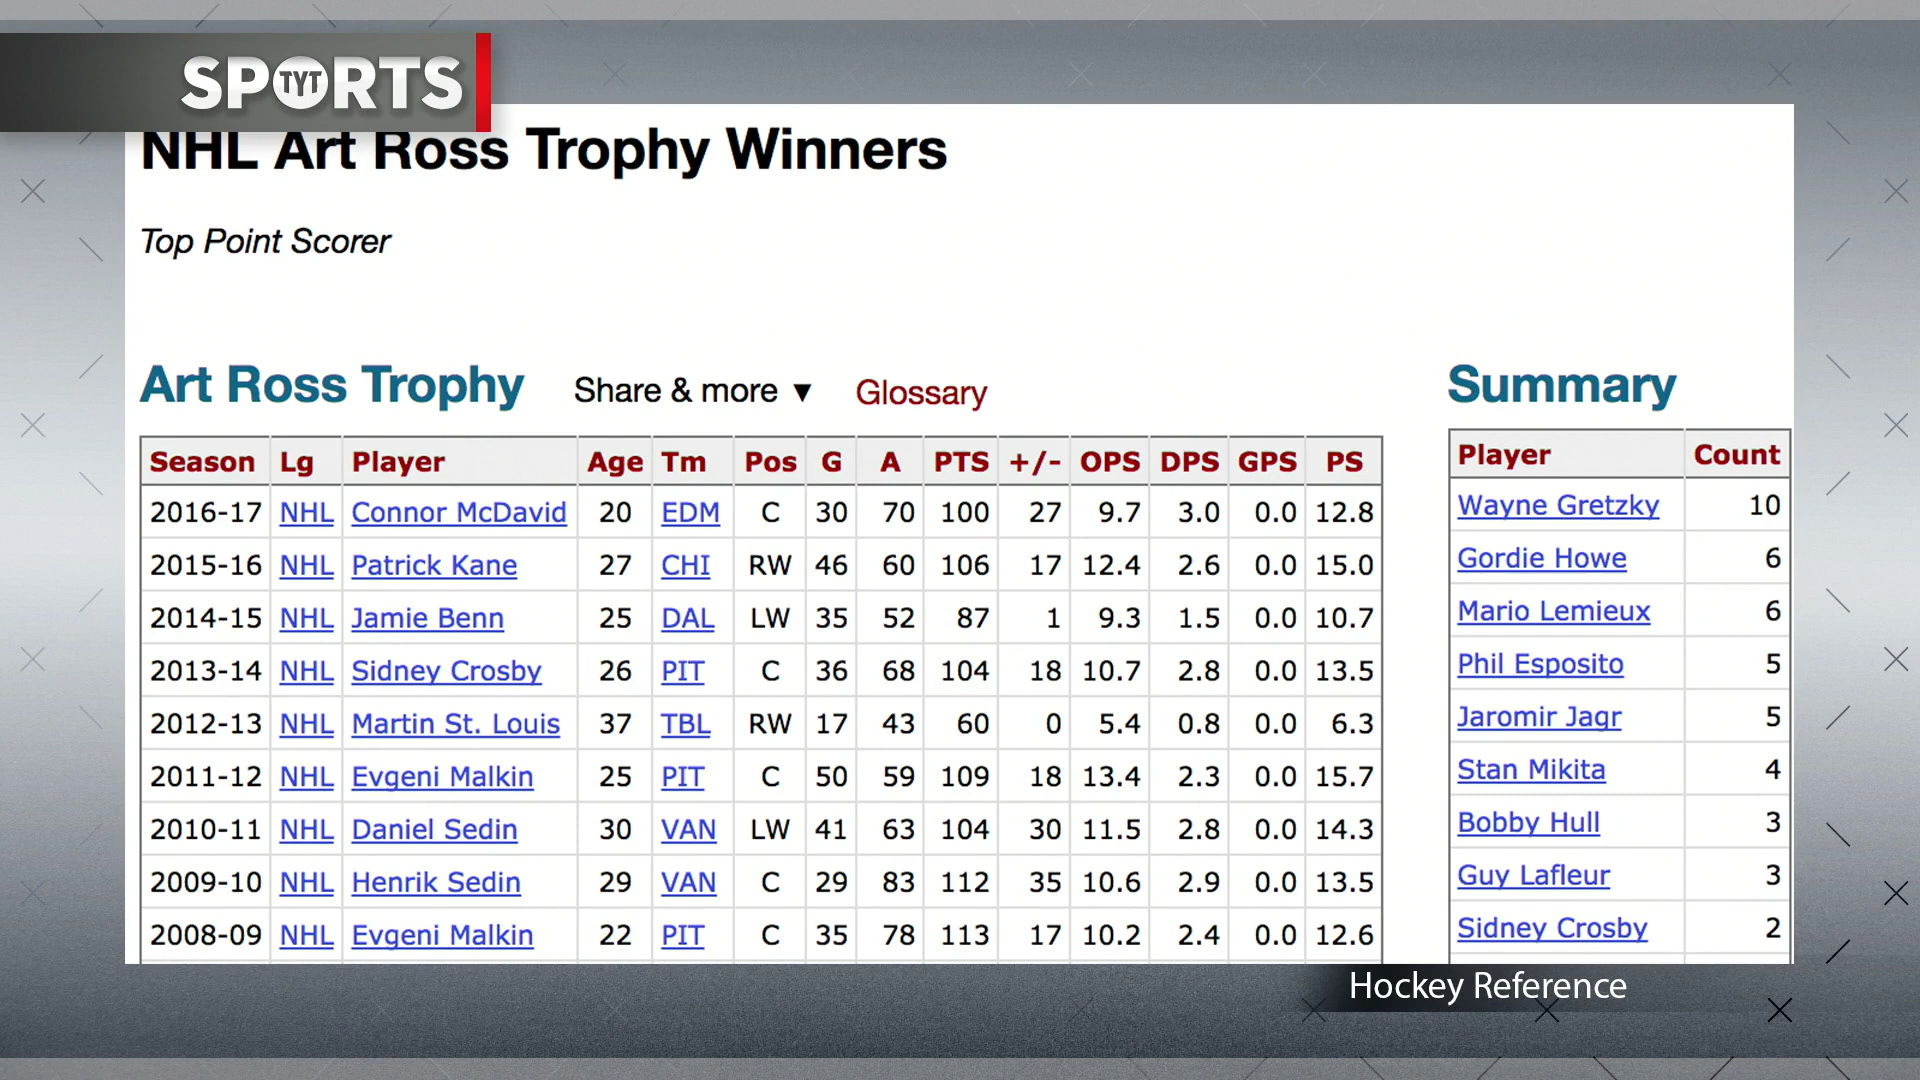 SPORTS
TYT
NHL Art Ross Trophy Winners
Top Point Scorer
Art Ross Trophy Share & more ▼ Glossary
Season Lg Player Age Tm Pos G A PTS +/- OPS DPS GPS PS
2016-17 NHL Connor McDavid 20 EDM C 30 70 100 27 9.7 3.0 0.0 12.8
2015-16 NHL Patrick Kane 27 CHI RW 46 60 106 17 12.4 2.6 0.0 15.0
2014-15 NHL Jamie Benn 25 DAL LW 35 52 87 1 9.3 1.5 0.0 10.7
2013-14 NHL Sidney Crosby 26 PIT C 36 68 104 18 10.7 2.8 0.0 13.5
2012-13 NHL Martin St. Louis 37 TBL RW 17 43 60 0 5.4 0.8 0.0 6.3
2011-12 NHL Evgeni Malkin 25 PIT C 50 59 109 18 13.4 2.3 0.0 15.7
2010-11 NHL Daniel Sedin 30 VAN LW 41 63 104 30 11.5 2.8 0.0 14.3
2009-10 NHL Henrik Sedin 29 VAN C 29 83 112 35 10.6 2.9 0.0 13.5
2008-09 NHL Evgeni Malkin 22 PIT C 35 78 113 17 10.2 2.4 0.0 12.6
Summary
Player Count
Wayne Gretzky 10
Gordie Howe 6
Mario Lemieux 6
Phil Esposito 5
Jaromir Jagr 5
Stan Mikita 4
Bobby Hull 3
Guy Lafleur 3
Sidney Crosby 2
Hockey Reference